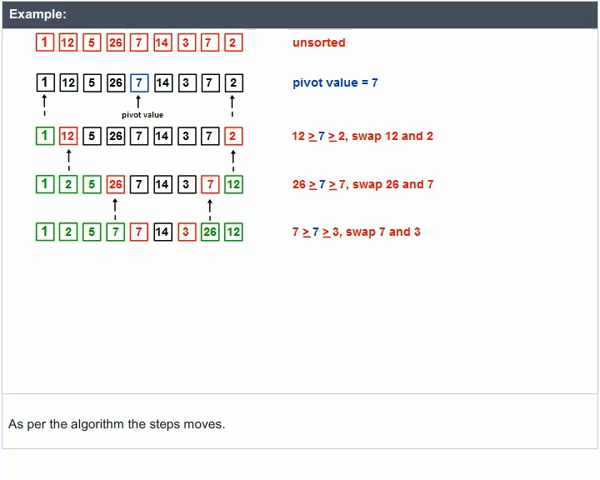 Example:
1 12 5 26 7 14 3 7 2 unsorted
1 12 5 26 7 14 3 7 2 pivot value = 7
pivot value
1 12 5 26 7 14 3 7 2 12 ≥ 7 ≥ 2, swap 12 and 2
1 2 5 26 7 14 3 7 12 26 ≥ 7 ≥ 7, swap 26 and 7
1 2 5 7 7 14 3 26 12 7 ≥ 7 ≥ 3, swap 7 and 3
As per the algorithm the steps moves.